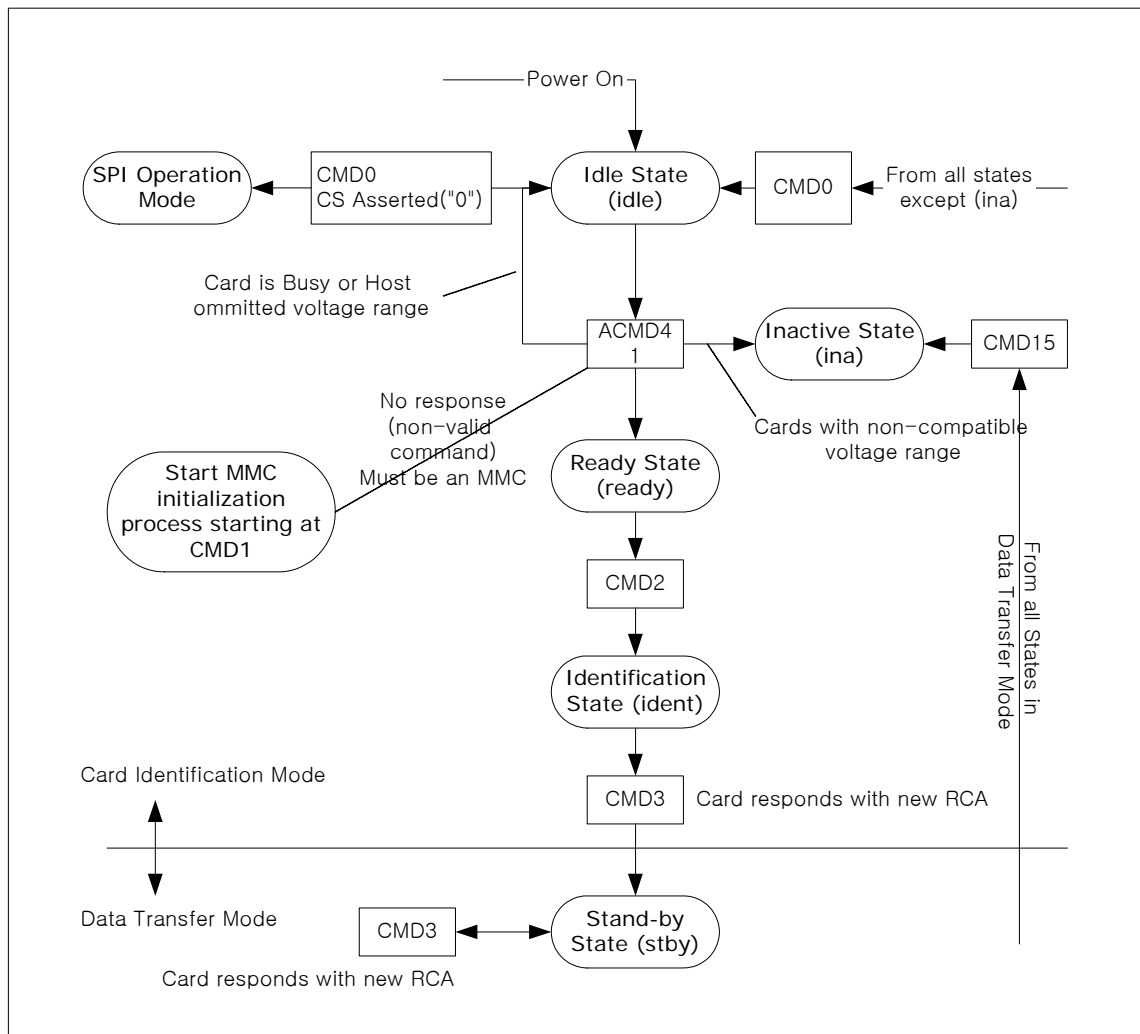 Power On
SPI Operation
Mode
CMD0
CS Asserted("0")
Idle State
(idle)
CMD0
From all states
except (ina)
Card is Busy or Host
ommitted voltage range
ACMD4
1
Inactive State
(ina)
CMD15
No response
(non-valid
command)
Must be an MMC
Cards with non-compatible
voltage range
Start MMC
initialization
process starting at
CMD1
Ready State
(ready)
CMD2
From all States in
Data Transfer Mode
Identification
State (ident)
Card Identification Mode
CMD3
Card responds with new RCA
Data Transfer Mode
CMD3
Stand-by
State (stby)
Card responds with new RCA